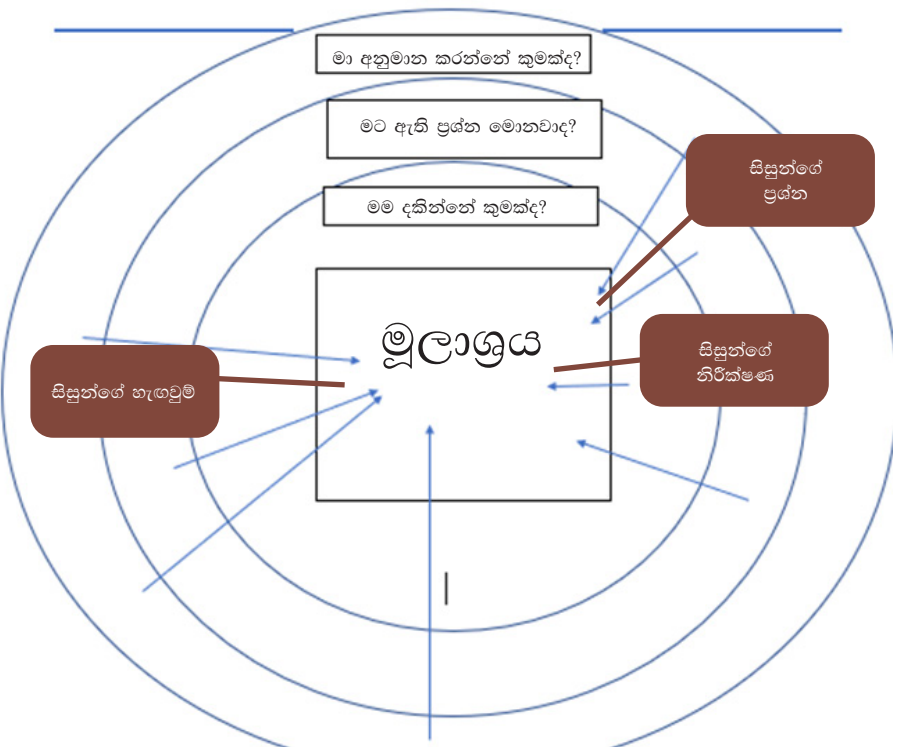 මා අනුමාන කරන්නේ කුමක්ද?
මට ඇති ප්‍රශ්න මොනවාද?
සිසුන්ගේ
ප්‍රශ්න
මම දකින්නේ කුමක්ද?
මූලාශ්‍රය
සිසුන්ගේ
නිරීක්ෂණ
සිසුන්ගේ හැඟවුම්